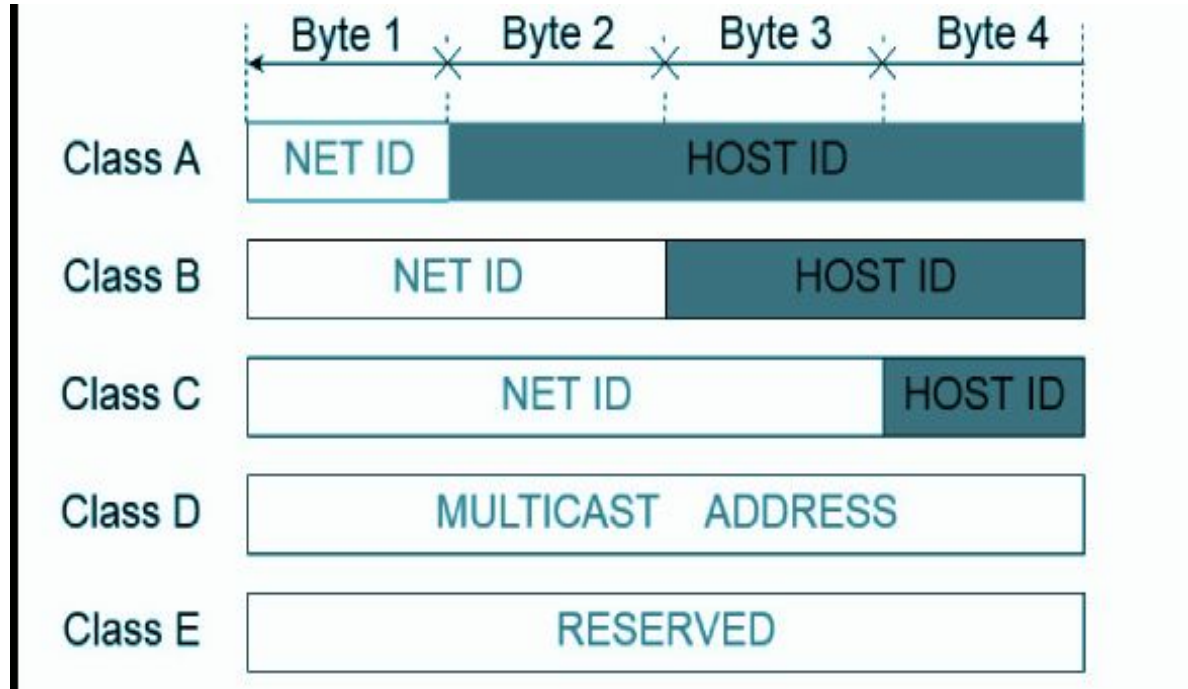 Byte 1 Byte 2 Byte 3 Byte 4
Class A NET ID HOST ID
Class B NET ID HOST ID
Class C NET ID HOST ID
Class D MULTICAST ADDRESS
Class E RESERVED